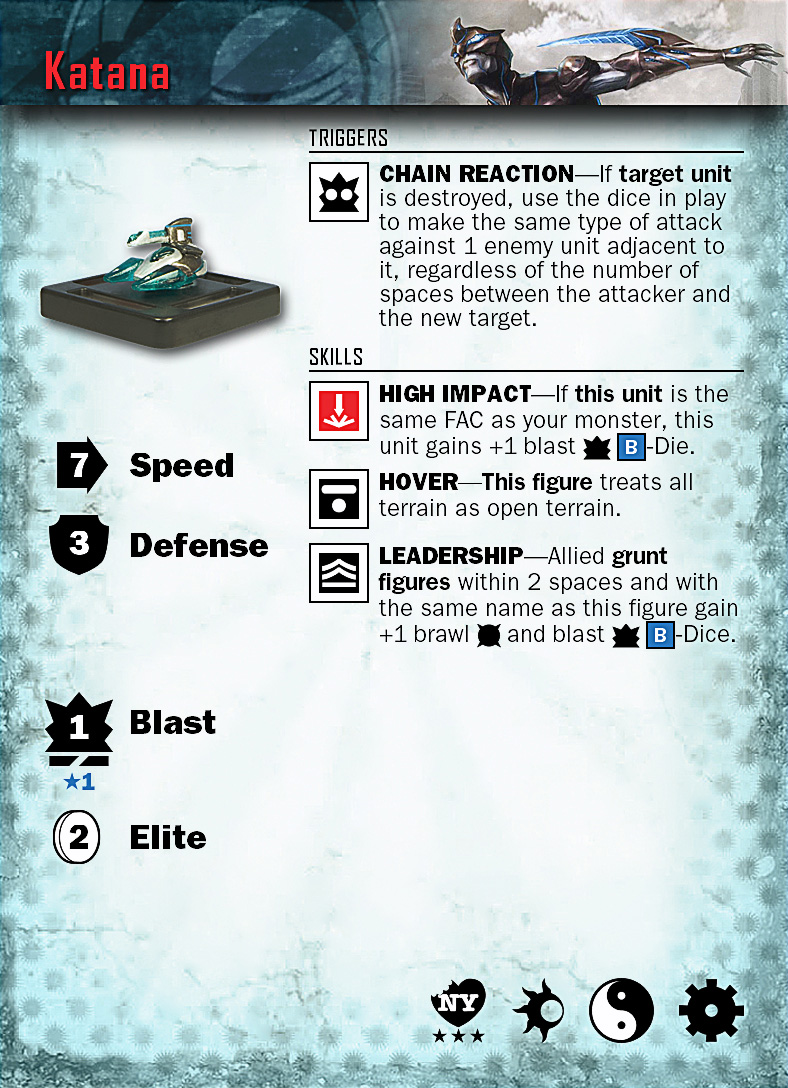 Katana
TRIGGERS
CHAIN REACTION—If target unit
is destroyed, use the dice in play
to make the same type of attack
against 1 enemy unit adjacent to
it, regardless of the number of
spaces between the attacker and
the new target.
SKILLS
HIGH IMPACT—If this unit is the
same FAC as your monster, this
unit gains +1 blast B-Die.
HOVER—This figure treats all
terrain as open terrain.
LEADERSHIP—Allied grunt
figures within 2 spaces and with
the same name as this figure gain
+1 brawl and blast B-Dice.
7 Speed
3 Defense
1 Blast
★1
2 Elite
NY
★★★